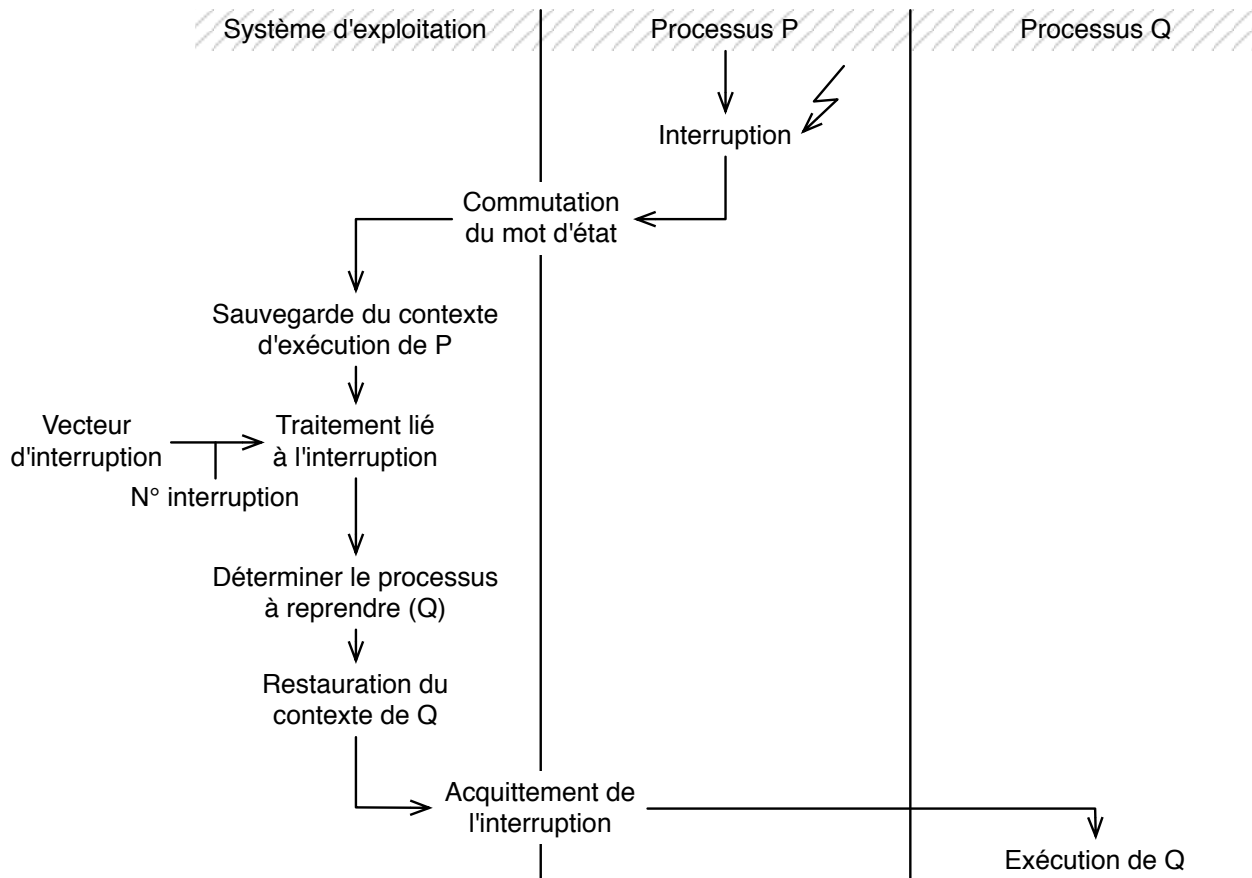 Système d'exploitation
Processus P
Processus Q
Interruption
Commutation
du mot d'état
Sauvegarde du contexte
d'exécution de P
Vecteur
d'interruption
Traitement lié
à l'interruption
N° interruption
Déterminer le processus
à reprendre (Q)
Restauration du
contexte de Q
Acquittement de
l'interruption
Exécution de Q